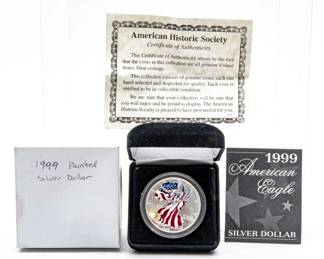 American Historic Society
Certificate of Authenticity
This Certificate of Authenticity attests to the fact
that the coins in this collection are all genuine United
States Mint coinage.
This collection consists of genuine coins, each one
hand selected and inspected for quality. Each coin is
verified to be in collectible condition.
We are sure that your collection will be one that
you will enjoy and be proud to display. The American
Historic Society is pleased to have procured it for you.
1999 Painted
Silver Dollar
1999
American
Eagle
SILVER DOLLAR